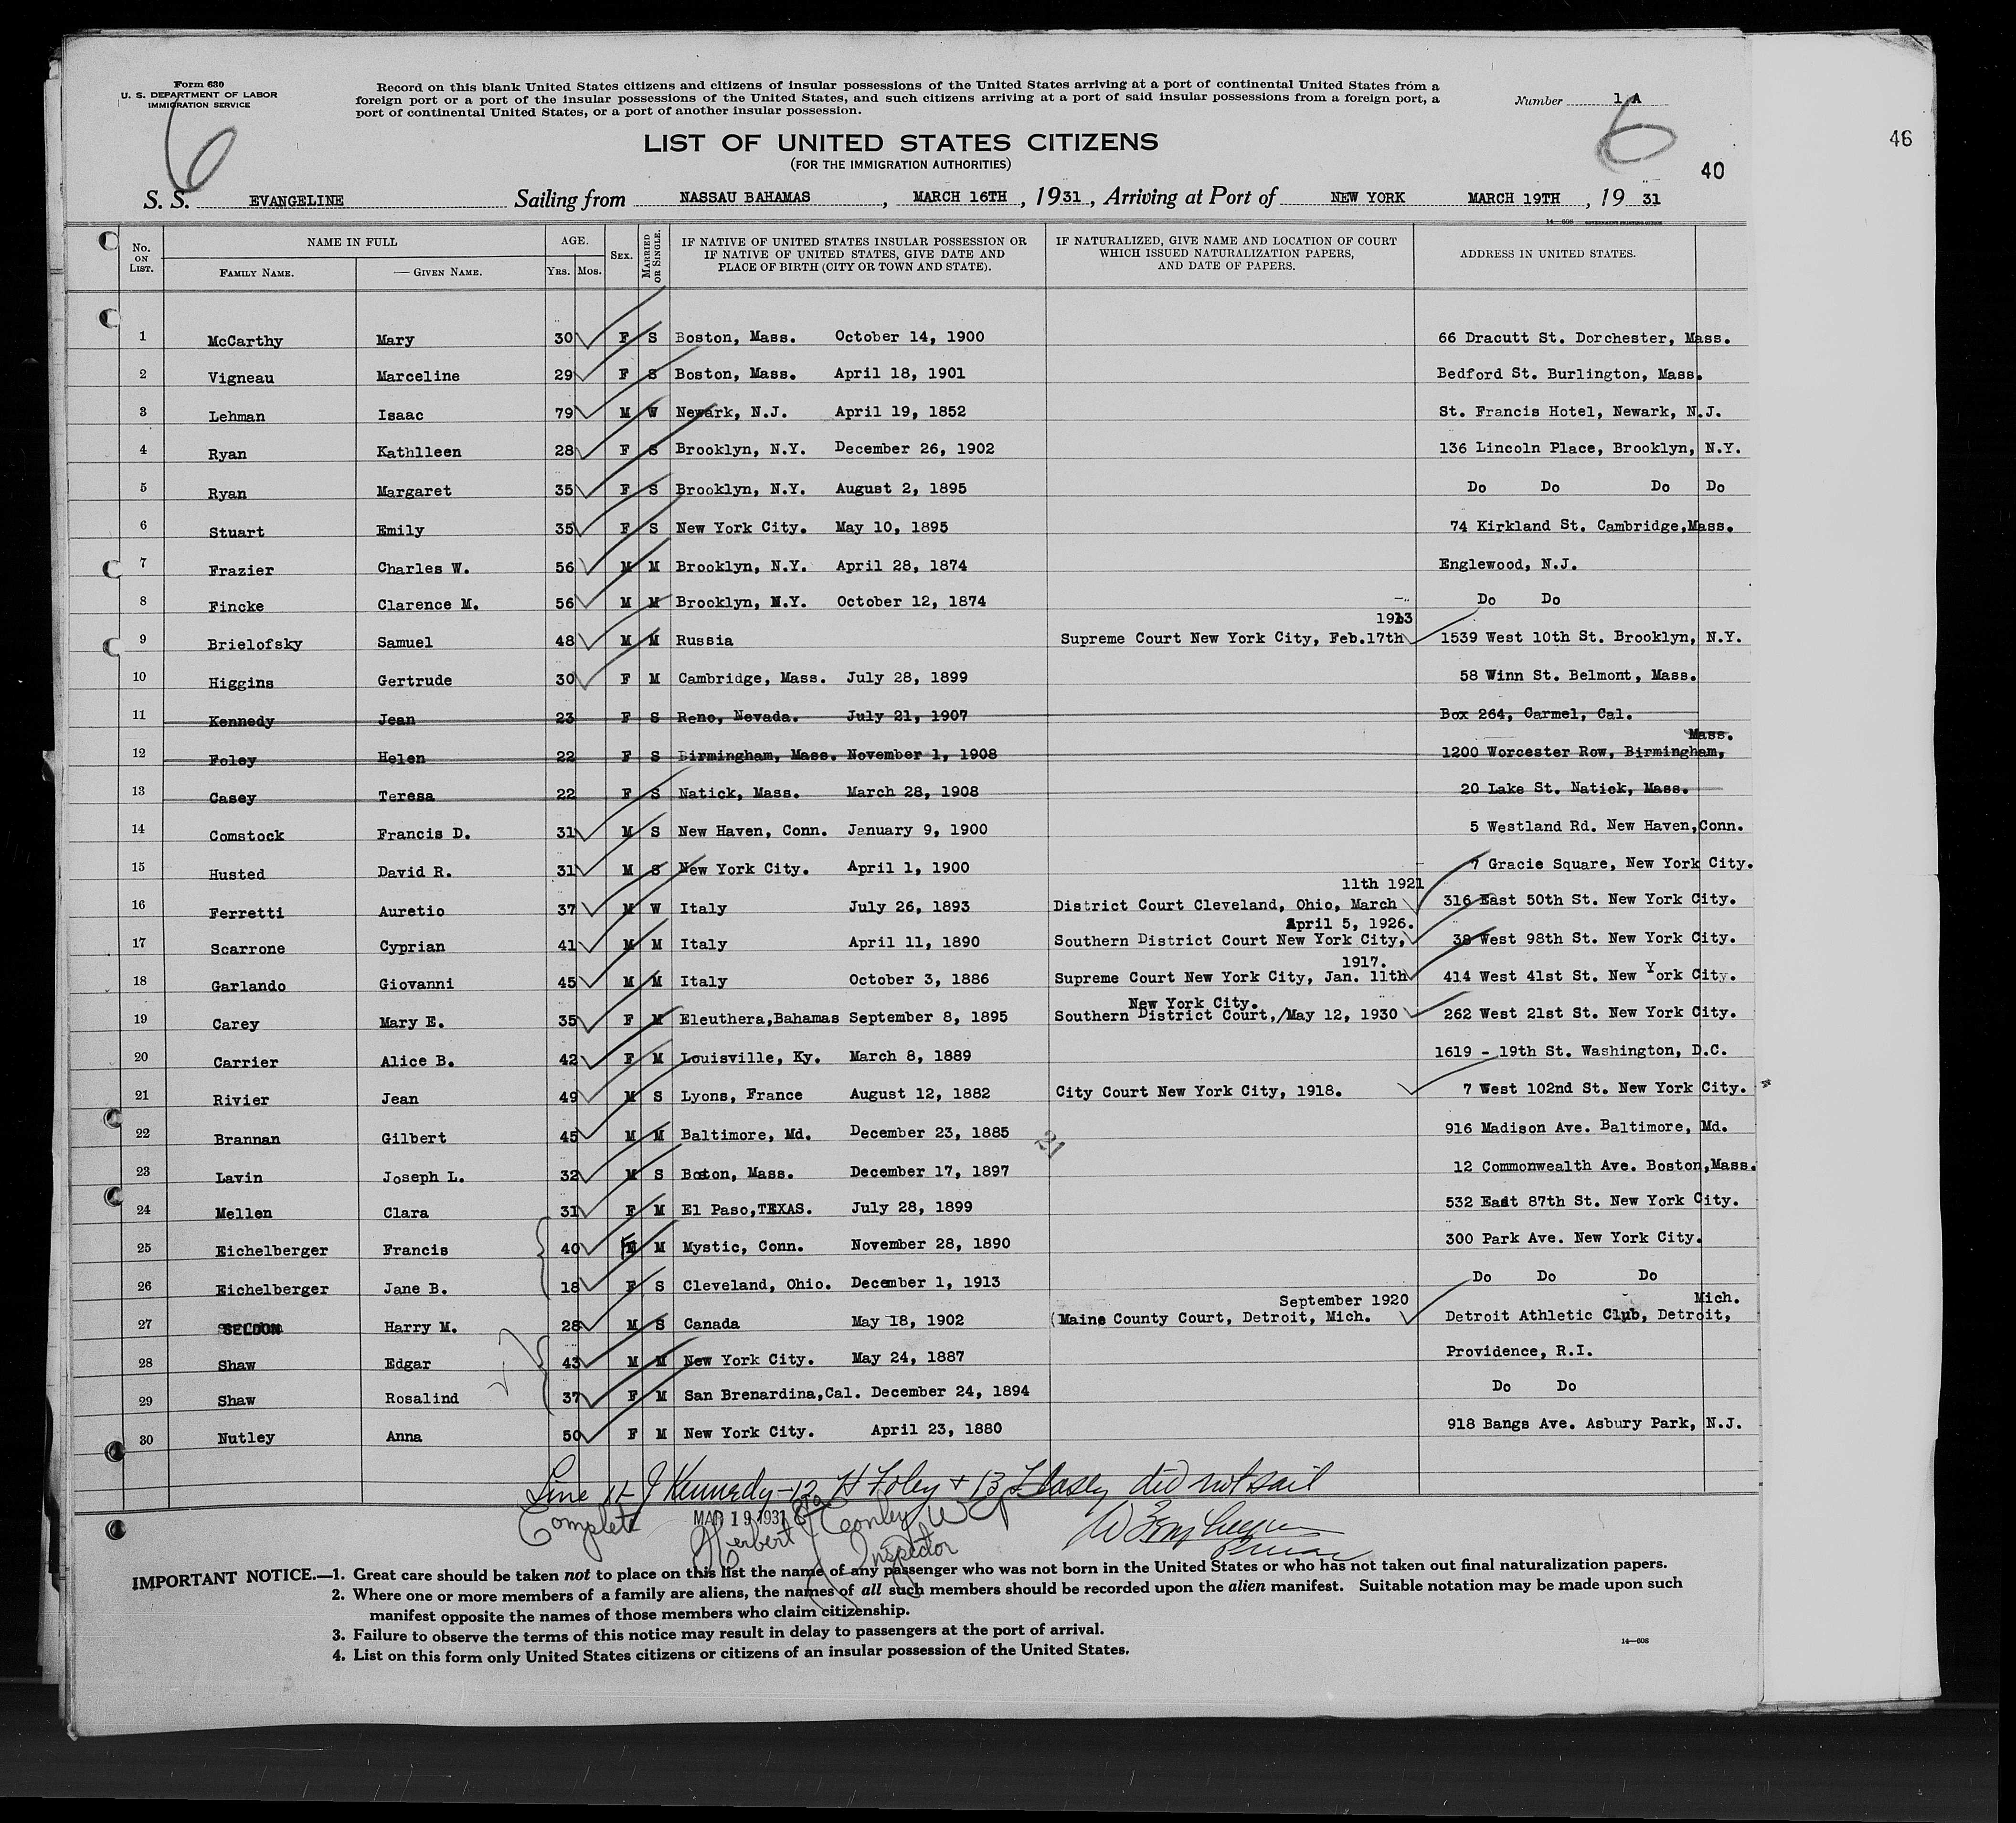 Form 630
U. S. DEPARTMENT OF LABOR
IMMIGRATION SERVICE
Record on this blank United States citizens and citizens of insular possessions of the United States arriving at a port of continental United States from a
foreign port or a port of the insular possessions of the United States, and such citizens arriving at a port of said insular possessions from a foreign port, a
port of continental United States, or a port of another insular possession.
Number 1 A
6
6
46
40
LIST OF UNITED STATES CITIZENS
(FOR THE IMMIGRATION AUTHORITIES)
S. S. EVANGELINE Sailing from NASSAU BAHAMAS , MARCH 16TH , 1931 , Arriving at Port of NEW YORK MARCH 19TH , 19 31
14—608 GOVERNMENT PRINTING OFFICE
No. ON LIST. NAME IN FULL FAMILY NAME. GIVEN NAME. AGE. YRS. MOS. SEX. MARRIED OR SINGLE. IF NATIVE OF UNITED STATES INSULAR POSSESSION OR IF NATIVE OF UNITED STATES, GIVE DATE AND PLACE OF BIRTH (CITY OR TOWN AND STATE). IF NATURALIZED, GIVE NAME AND LOCATION OF COURT WHICH ISSUED NATURALIZATION PAPERS, AND DATE OF PAPERS. ADDRESS IN UNITED STATES.
1 McCarthy Mary 30 F S Boston, Mass. October 14, 1900 66 Dracutt St. Dorchester, Mass.
2 Vigneau Marceline 29 F S Boston, Mass. April 18, 1901 Bedford St. Burlington, Mass.
3 Lehman Isaac 79 M W Newark, N.J. April 19, 1852 St. Francis Hotel, Newark, N.J.
4 Ryan Kathlleen 28 F S Brooklyn, N.Y. December 26, 1902 136 Lincoln Place, Brooklyn, N.Y.
5 Ryan Margaret 35 F S Brooklyn, N.Y. August 2, 1895 Do Do Do Do
6 Stuart Emily 35 F S New York City. May 10, 1895 74 Kirkland St. Cambridge,Mass.
7 Frazier Charles W. 56 M M Brooklyn, N.Y. April 28, 1874 Englewood, N.J.
8 Fincke Clarence M. 56 M M Brooklyn, N.Y. October 12, 1874 Do Do
1913
9 Brielofsky Samuel 48 M M Russia Supreme Court New York City, Feb.17th 1539 West 10th St. Brooklyn, N.Y.
10 Higgins Gertrude 30 F M Cambridge, Mass. July 28, 1899 58 Winn St. Belmont, Mass.
11 Kennedy Jean 23 F S Reno, Nevada. July 21, 1907 Box 264, Carmel, Cal.
Mass.
12 Foley Helen 22 F S Birmingham, Mass. November 1, 1908 1200 Worcester Row, Birmingham,
13 Casey Teresa 22 F S Natick, Mass. March 28, 1908 20 Lake St. Natick, Mass.
14 Comstock Francis D. 31 M S New Haven, Conn. January 9, 1900 5 Westland Rd. New Haven,Conn.
15 Husted David R. 31 M S New York City. April 1, 1900 7 Gracie Square, New York City.
11th 1921
16 Ferretti Auretio 37 M W Italy July 26, 1893 District Court Cleveland, Ohio, March 316 East 50th St. New York City.
April 5, 1926.
17 Scarrone Cyprian 41 M M Italy April 11, 1890 Southern District Court New York City, 38 West 98th St. New York City.
1917.
18 Garlando Giovanni 45 M M Italy October 3, 1886 Supreme Court New York City, Jan. 11th 414 West 41st St. New York City.
New York City.
19 Carey Mary E. 35 F M Eleuthera,Bahamas September 8, 1895 Southern District Court,/May 12, 1930 262 West 21st St. New York City.
20 Carrier Alice B. 42 F M Louisville, Ky. March 8, 1889 1619 - 19th St. Washington, D.C.
21 Rivier Jean 49 M S Lyons, France August 12, 1882 City Court New York City, 1918. 7 West 102nd St. New York City.
22 Brannan Gilbert 45 M M Baltimore, Md. December 23, 1885 916 Madison Ave. Baltimore, Md.
23 Lavin Joseph L. 32 M S Boston, Mass. December 17, 1897 12 Commonwealth Ave. Boston,Mass.
24 Mellen Clara 31 F M El Paso,TEXAS. July 28, 1899 532 East 87th St. New York City.
25 Eichelberger Francis 40 F M Mystic, Conn. November 28, 1890 300 Park Ave. New York City.
26 Eichelberger Jane B. 18 F S Cleveland, Ohio. December 1, 1913 Do Do Do
September 1920 Mich.
27 SELDON Harry M. 28 M S Canada May 18, 1902 (Maine County Court, Detroit, Mich. Detroit Athletic Club, Detroit,
28 Shaw Edgar 43 M M New York City. May 24, 1887 Providence, R.I.
29 Shaw Rosalind 37 F M San Brenardina,Cal. December 24, 1894 Do Do
30 Nutley Anna 50 F M New York City. April 23, 1880 918 Bangs Ave. Asbury Park, N.J.
Line 11 J Kennedy - 12 H Foley + 13 T Casey did not sail
Complete MAR 19 1931
Herbert
Inspector
Purser
IMPORTANT NOTICE.—1. Great care should be taken not to place on this list the name of any passenger who was not born in the United States or who has not taken out final naturalization papers.
2. Where one or more members of a family are aliens, the names of all such members should be recorded upon the alien manifest. Suitable notation may be made upon such
manifest opposite the names of those members who claim citizenship.
3. Failure to observe the terms of this notice may result in delay to passengers at the port of arrival.
4. List on this form only United States citizens or citizens of an insular possession of the United States.
14—608